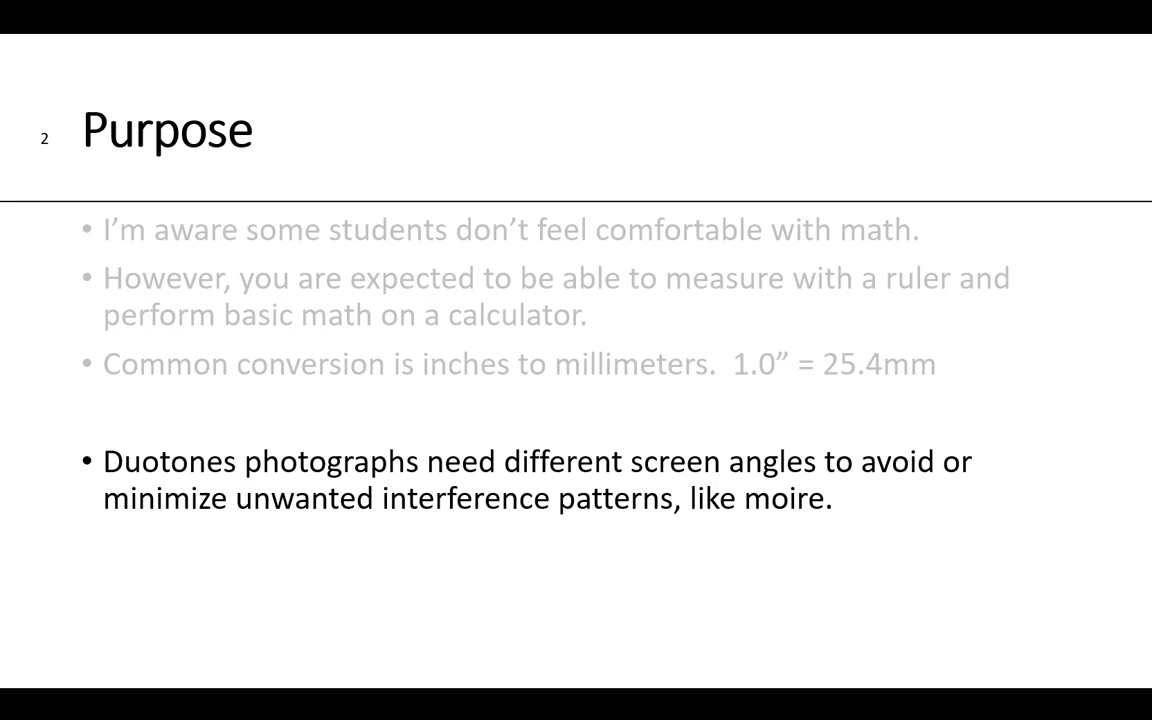 2
Purpose
• I’m aware some students don’t feel comfortable with math.
• However, you are expected to be able to measure with a ruler and
perform basic math on a calculator.
• Common conversion is inches to millimeters.  1.0” = 25.4mm
• Duotones photographs need different screen angles to avoid or
minimize unwanted interference patterns, like moire.